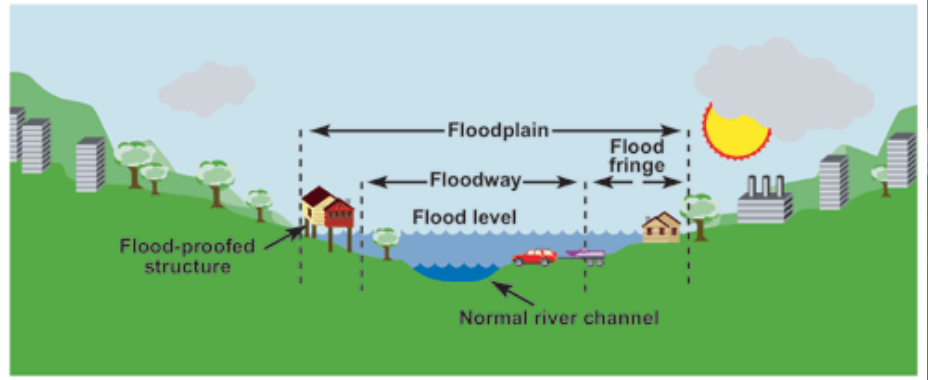 Floodplain
Flood
fringe
Floodway
Flood level
Flood-proofed
structure
Normal river channel